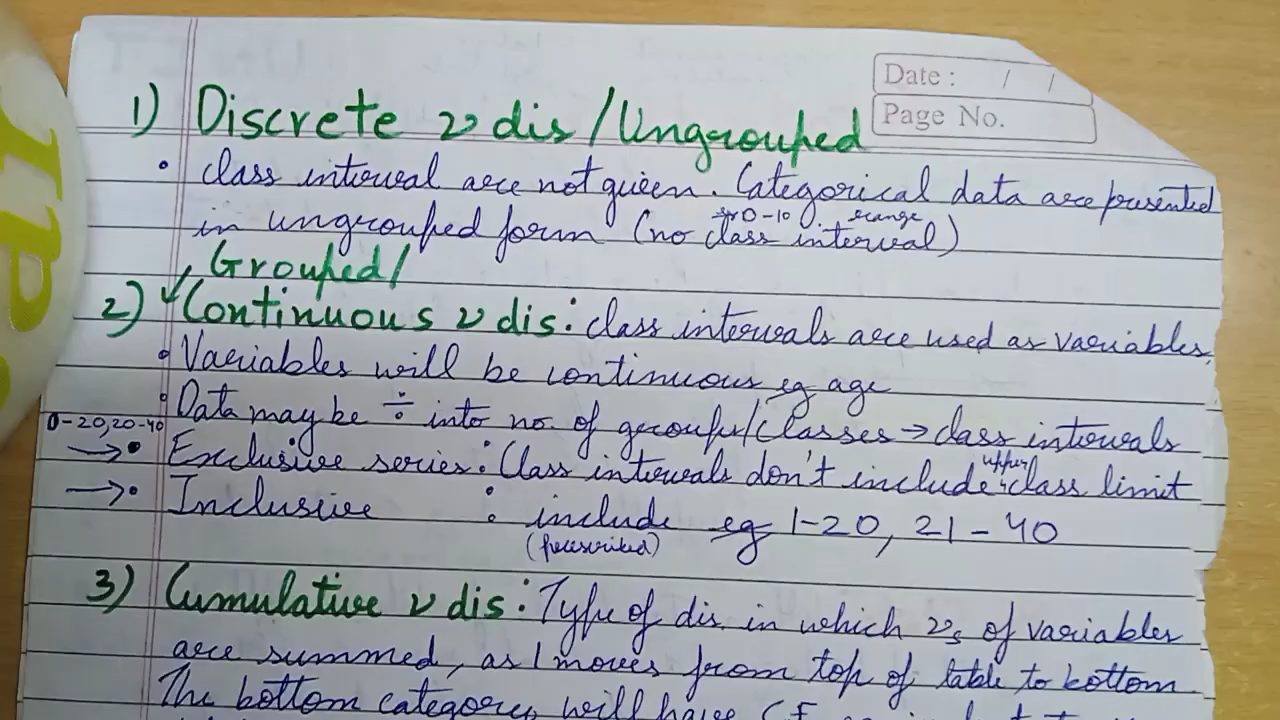 Date : / /
Page No.
1) Discrete ν dis/Ungrouped
• class interval are not given. Categorical data are presented
0-10 range
in ungrouped form (no class interval)
Grouped/
2) Continuous ν dis: class intervals are used as variables,
• Variables will be continuous eg age
• Data may be ÷ into no. of groups/classes → class intervals
0-20, 20-40
→ • Exclusive series: Class intervals don't include upper class limit
→ • Inclusive : include eg 1-20, 21-40
(prescribed)
3) Cumulative ν dis: Type of dis in which νs of variables
are summed, as 1 moves from top of table to bottom
The bottom category will have CF